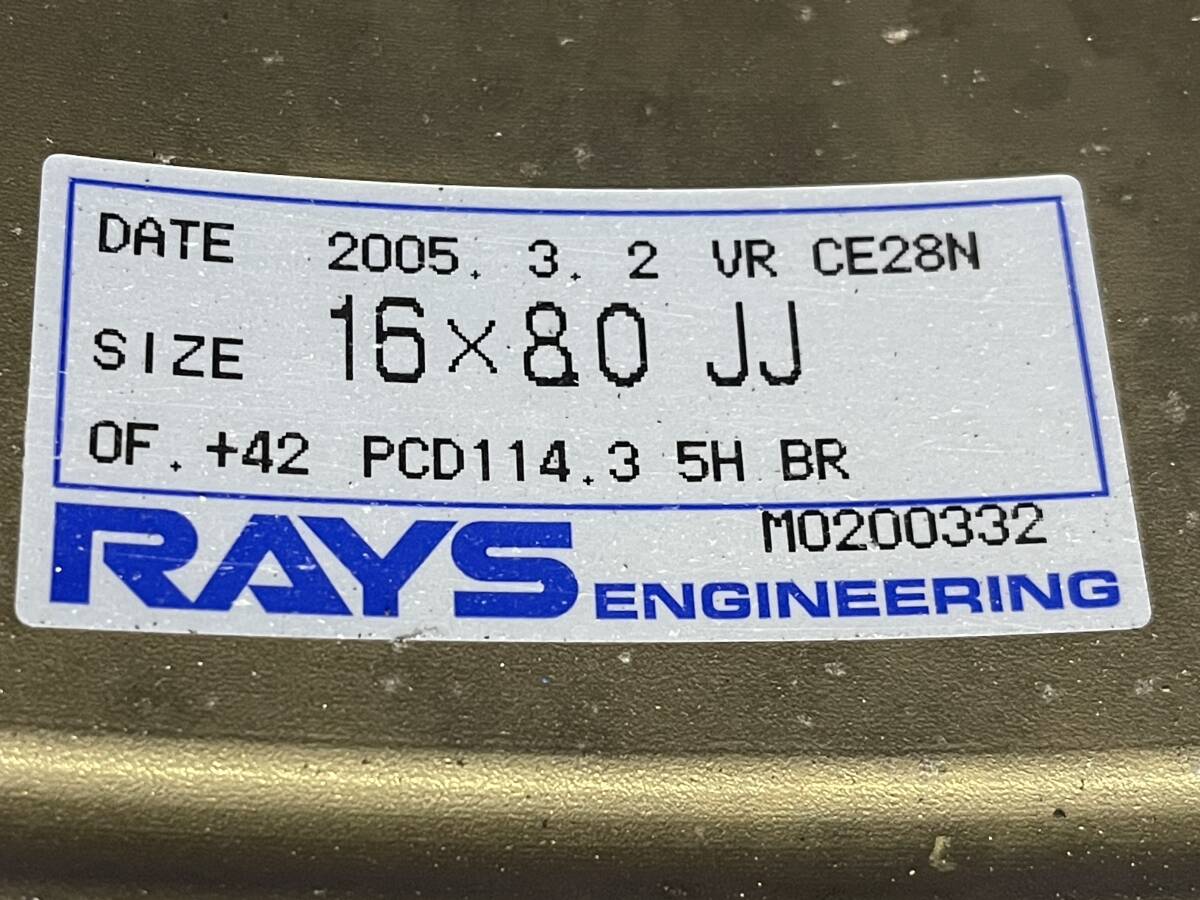 DATE 2005. 3. 2 VR CE28N
SIZE 16×8.0 JJ
OF. +42 PCD114.3 5H BR
M0200332
RAYS ENGINEERING